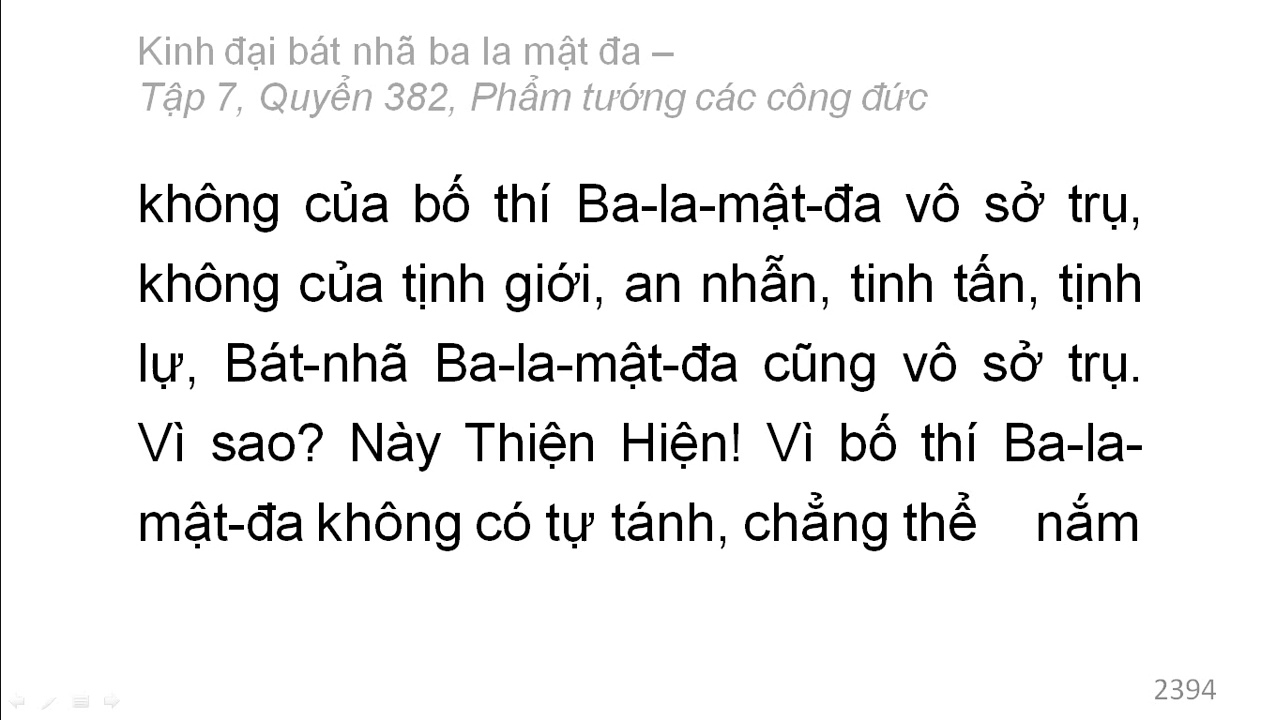 Kinh đại bát nhã ba la mật đa –
Tập 7, Quyển 382, Phẩm tướng các công đức
không của bố thí Ba-la-mật-đa vô sở trụ,
không của tịnh giới, an nhẫn, tinh tấn, tịnh
lự, Bát-nhã Ba-la-mật-đa cũng vô sở trụ.
Vì sao? Này Thiện Hiện! Vì bố thí Ba-la-
mật-đa không có tự tánh, chẳng thể nắm
2394